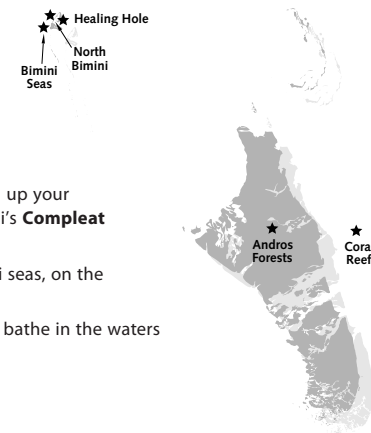 Healing Hole
North
Bimini
Bimini
Seas
up your
i's Compleat
i seas, on the
bathe in the waters
Andros
Forests
Cora
Reef